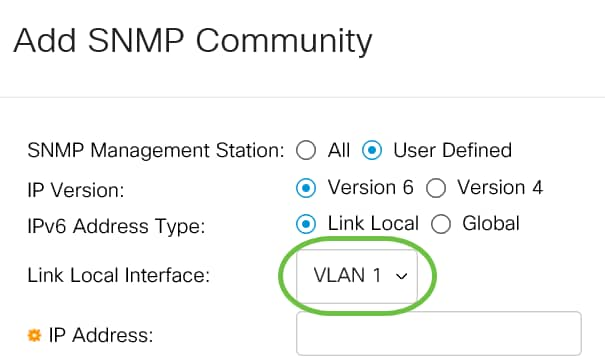 Add SNMP Community
SNMP Management Station: All User Defined
IP Version: Version 6 Version 4
IPv6 Address Type: Link Local Global
Link Local Interface: VLAN 1
IP Address: